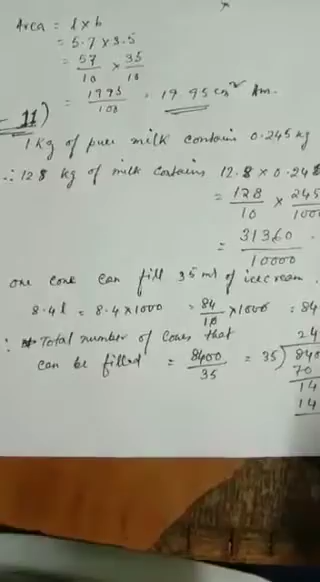 Area = l x b
= 5.7 x 3.5
= 57/10 x 35/10
= 1995/100 = 19.95 cm² Ans.
11)
1 kg of pure milk contains 0.245 kg
∴ 12.8 kg of milk contains 12.8 x 0.24
= 128/10 x 245/100
= 31360/10000
one cone can fill 35 ml of icecream.
8.4 l = 8.4 x 1000 = 84/10 x 1000 = 84
∴ Total number of cones that
can be filled = 8400/35 = 35) 840
24
70
14
14